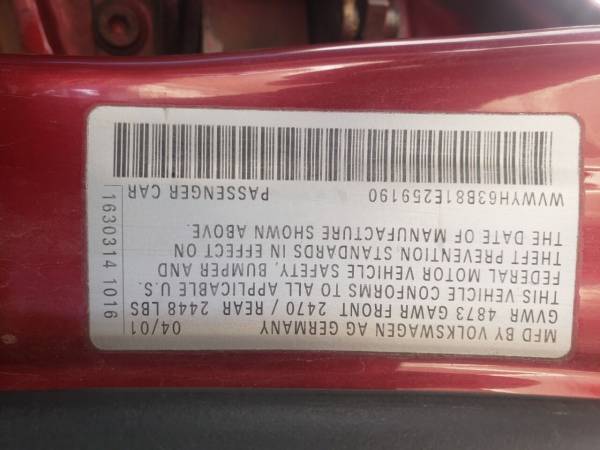 MFD BY VOLKSWAGEN AG GERMANY 04/01
GVWR 4873 GAWR FRONT 2470 / REAR 2448 LBS
THIS VEHICLE CONFORMS TO ALL APPLICABLE U.S.
FEDERAL MOTOR VEHICLE SAFETY, BUMPER AND
THEFT PREVENTION STANDARDS IN EFFECT ON
THE DATE OF MANUFACTURE SHOWN ABOVE.
WVWYH63B81E259190 PASSENGER CAR
1630314 1016